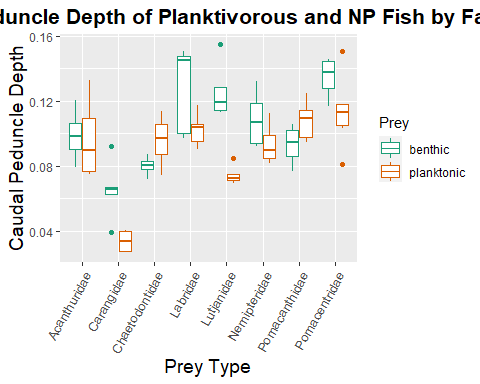 duncle Depth of Planktivorous and NP Fish by Fa
Caudal Peduncle Depth
0.16
0.12
0.08
0.04
Acanthuridae
Carangidae
Chaetodontidae
Labridae
Lutjanidae
Nemipteridae
Pomacanthidae
Pomacentridae
Prey Type
Prey
benthic
planktonic